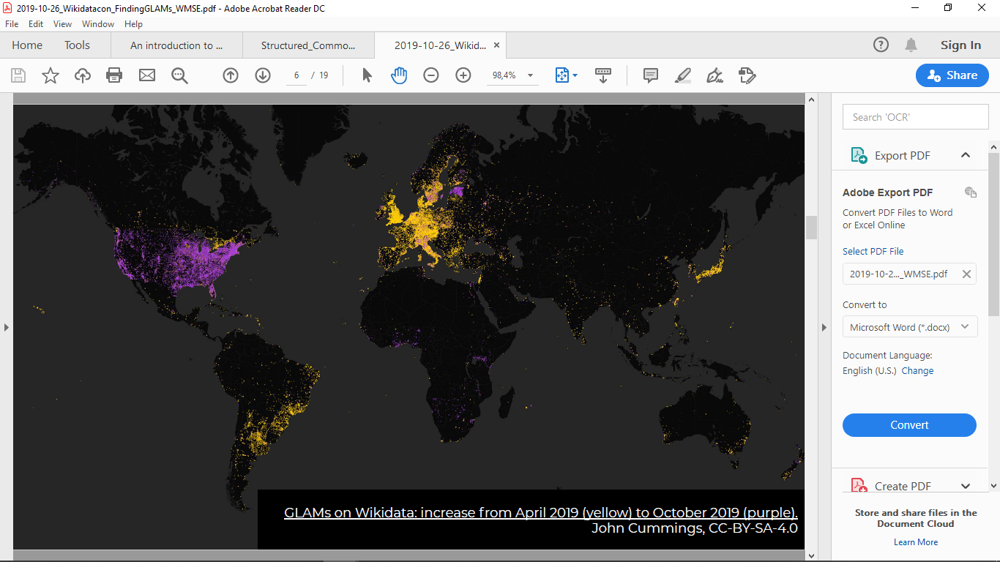 2019-10-26_Wikidatacon_FindingGLAMs_WMSE.pdf - Adobe Acrobat Reader DC
File Edit View Window Help
Home Tools An introduction to ... Structured_Commo... 2019-10-26_Wikid... ×
Sign In
6 / 19 98,4%
Share
Search 'OCR'
Export PDF
Adobe Export PDF
Convert PDF Files to Word
or Excel Online
Select PDF File
2019-10-2..._WMSE.pdf
Convert to
Microsoft Word (*.docx)
Document Language:
English (U.S.) Change
Convert
Create PDF
Store and share files in the
Document Cloud
Learn More
GLAMs on Wikidata: increase from April 2019 (yellow) to October 2019 (purple).
John Cummings, CC-BY-SA-4.0